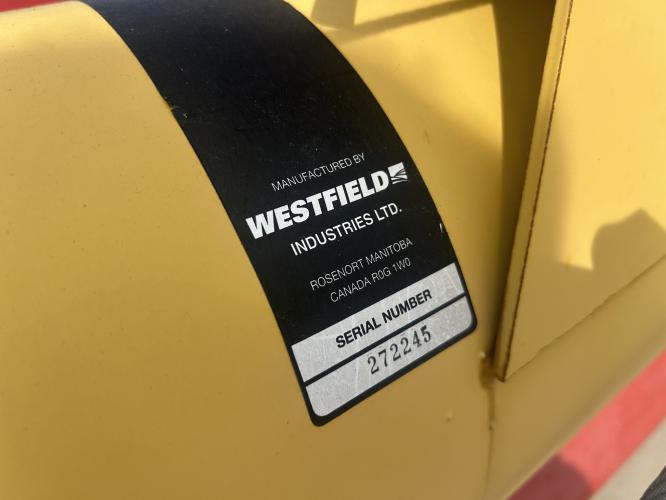 MANUFACTURED BY
WESTFIELD
INDUSTRIES LTD.
ROSENORT MANITOBA
CANADA R0G 1W0
SERIAL NUMBER
272245